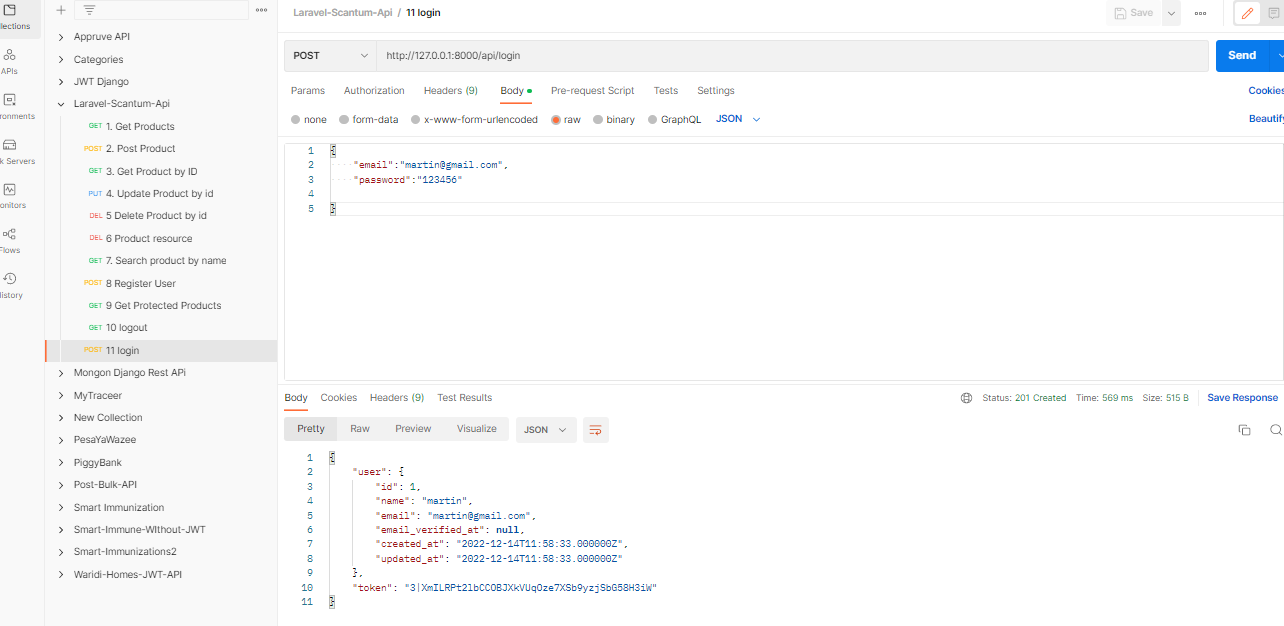 Laravel-Scantum-Api / 11 login
Save
lections
APIs
ronments
k Servers
onitors
Flows
History
Appruve API
Categories
JWT Django
Laravel-Scantum-Api
GET 1. Get Products
POST 2. Post Product
GET 3. Get Product by ID
PUT 4. Update Product by id
DEL 5 Delete Product by id
DEL 6 Product resource
GET 7. Search product by name
POST 8 Register User
GET 9 Get Protected Products
GET 10 logout
POST 11 login
Mongon Django Rest APi
MyTraceer
New Collection
PesaYaWazee
PiggyBank
Post-Bulk-API
Smart Immunization
Smart-Immune-WIthout-JWT
Smart-Immunizations2
Waridi-Homes-JWT-API
POST http://127.0.0.1:8000/api/login Send
Params Authorization Headers (9) Body Pre-request Script Tests Settings Cookies
none form-data x-www-form-urlencoded raw binary GraphQL JSON Beautify
1 {
2 "email":"martin@gmail.com",
3 "password":"123456"
4
5 }
Body Cookies Headers (9) Test Results Status: 201 Created Time: 569 ms Size: 515 B Save Response
Pretty Raw Preview Visualize JSON
1 {
2 "user": {
3 "id": 1,
4 "name": "martin",
5 "email": "martin@gmail.com",
6 "email_verified_at": null,
7 "created_at": "2022-12-14T11:58:33.000000Z",
8 "updated_at": "2022-12-14T11:58:33.000000Z"
9 },
10 "token": "3|XmILRPt2lbCCOBJXkVUqOze7XSb9yzjSbG58H3iW"
11 }